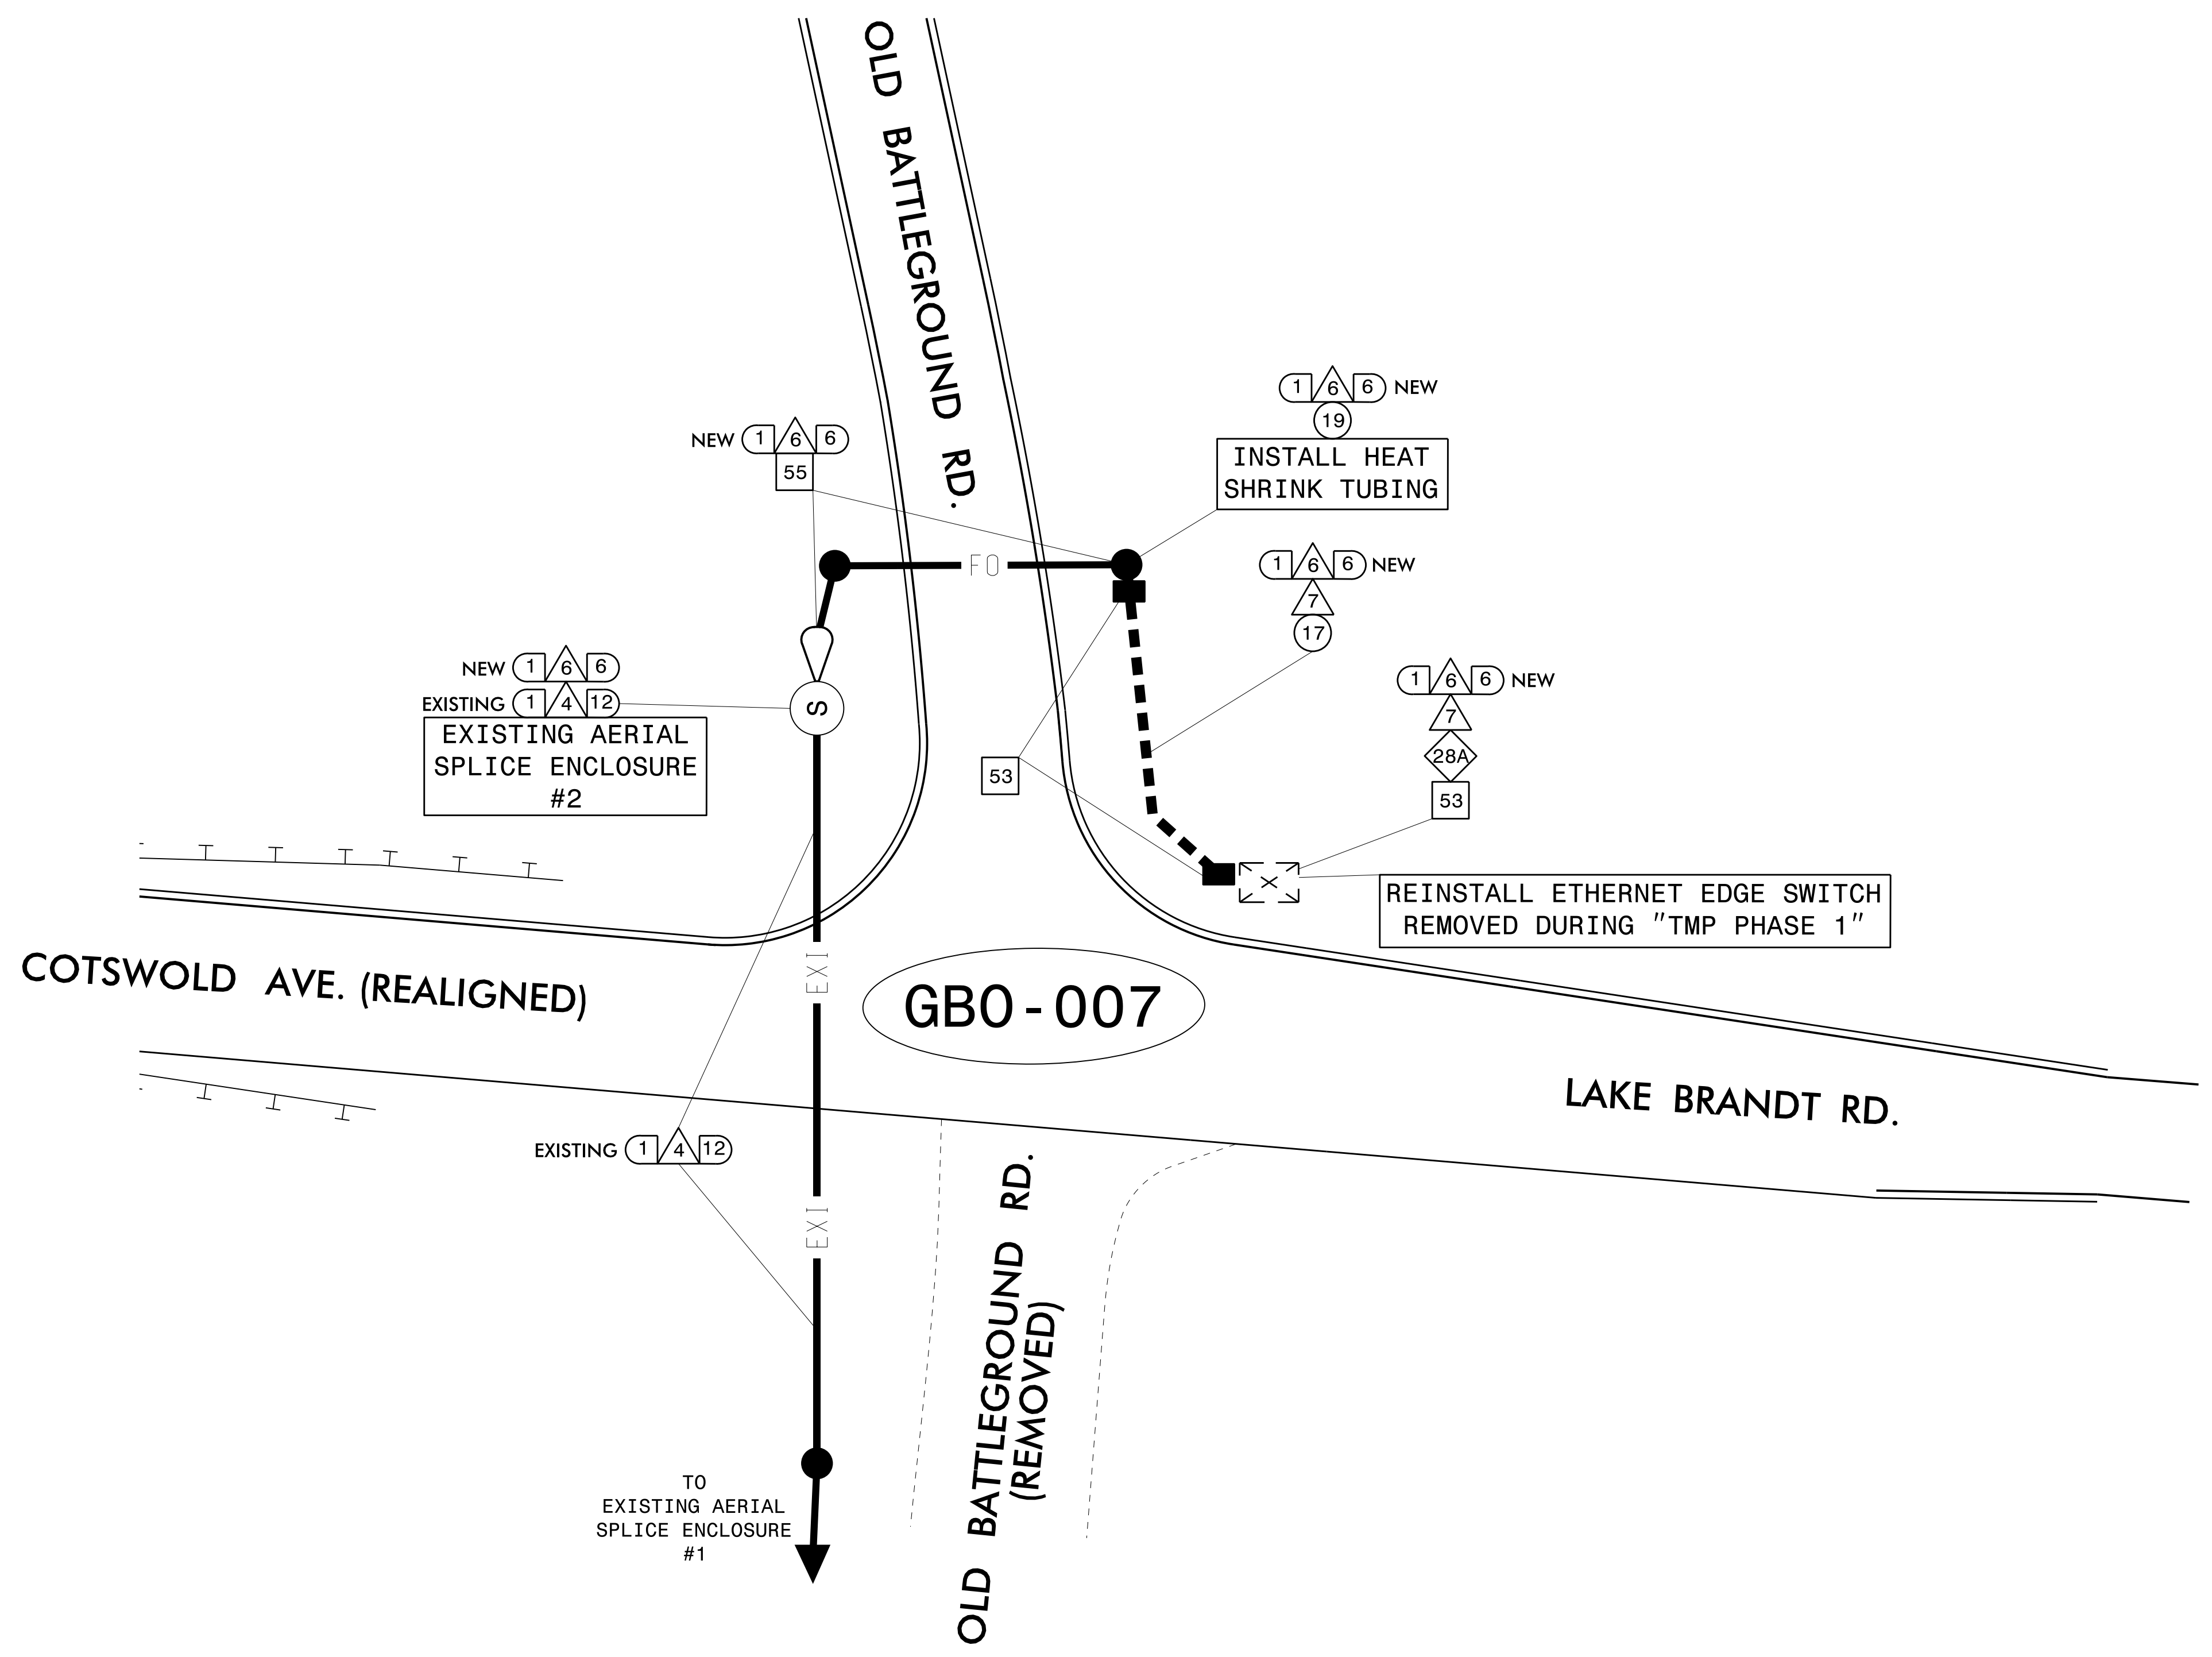 OLD BATTLEGROUND RD.
1 6 6 NEW
19
INSTALL HEAT
SHRINK TUBING
NEW 1 6 6
55
FO
1 6 6 NEW
7
17
NEW 1 6 6
EXISTING 1 4 12
EXISTING AERIAL
SPLICE ENCLOSURE
#2
S
1 6 6 NEW
7
28A
53
53
REINSTALL ETHERNET EDGE SWITCH
REMOVED DURING "TMP PHASE 1"
COTSWOLD AVE. (REALIGNED)
EXI
GBO-007
LAKE BRANDT RD.
EXISTING 1 4 12
EXI
OLD BATTLEGROUND RD.
(REMOVED)
TO
EXISTING AERIAL
SPLICE ENCLOSURE
#1